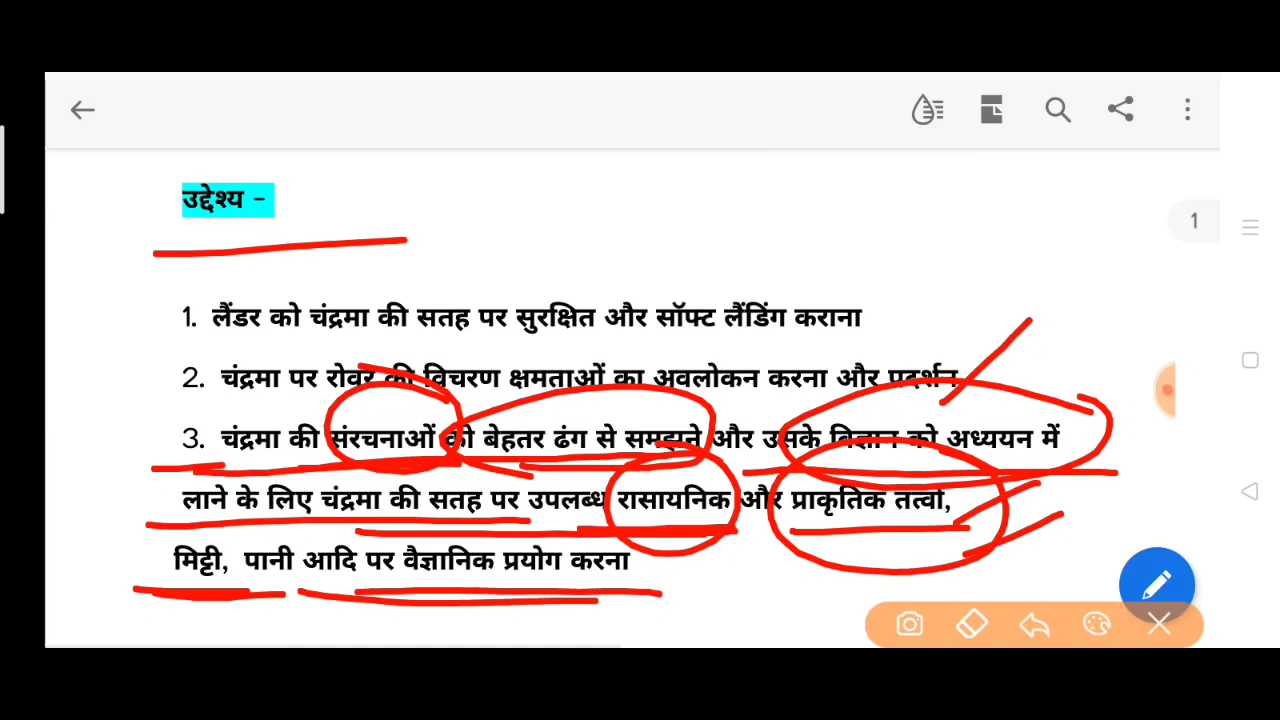 उद्देश्य -
1
1. लैंडर को चंद्रमा की सतह पर सुरक्षित और सॉफ्ट लैंडिंग कराना
2. चंद्रमा पर रोवर की विचरण क्षमताओं का अवलोकन करना और प्रदर्शन
3. चंद्रमा की संरचनाओं को बेहतर ढंग से समझने और उसके विज्ञान को अध्ययन में
लाने के लिए चंद्रमा की सतह पर उपलब्ध रासायनिक और प्राकृतिक तत्वों,
मिट्टी, पानी आदि पर वैज्ञानिक प्रयोग करना